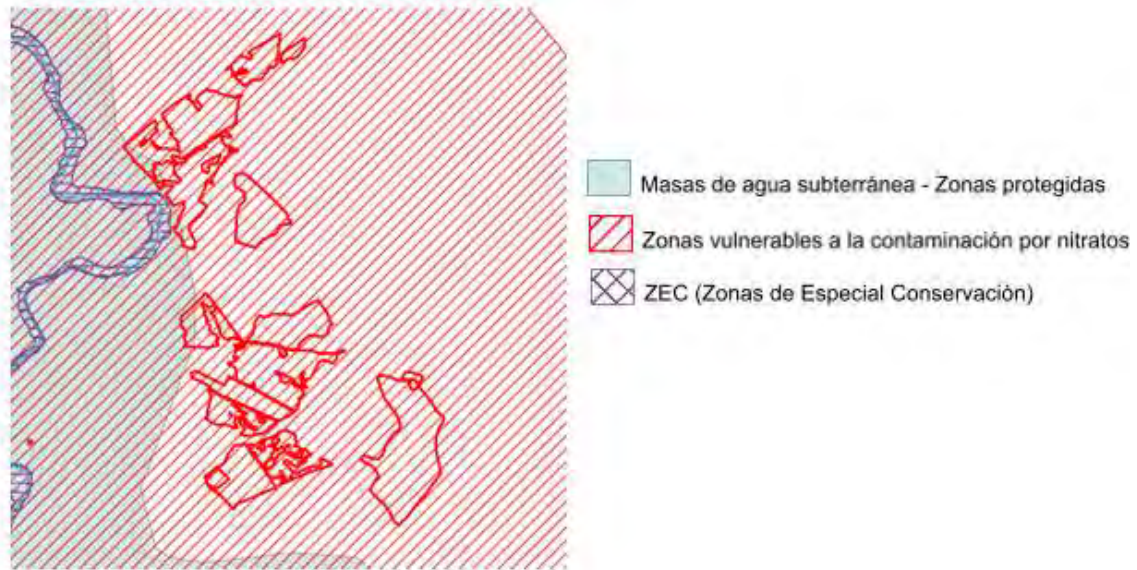 Masas de agua subterránea - Zonas protegidas
Zonas vulnerables a la contaminación por nitratos
ZEC (Zonas de Especial Conservación)